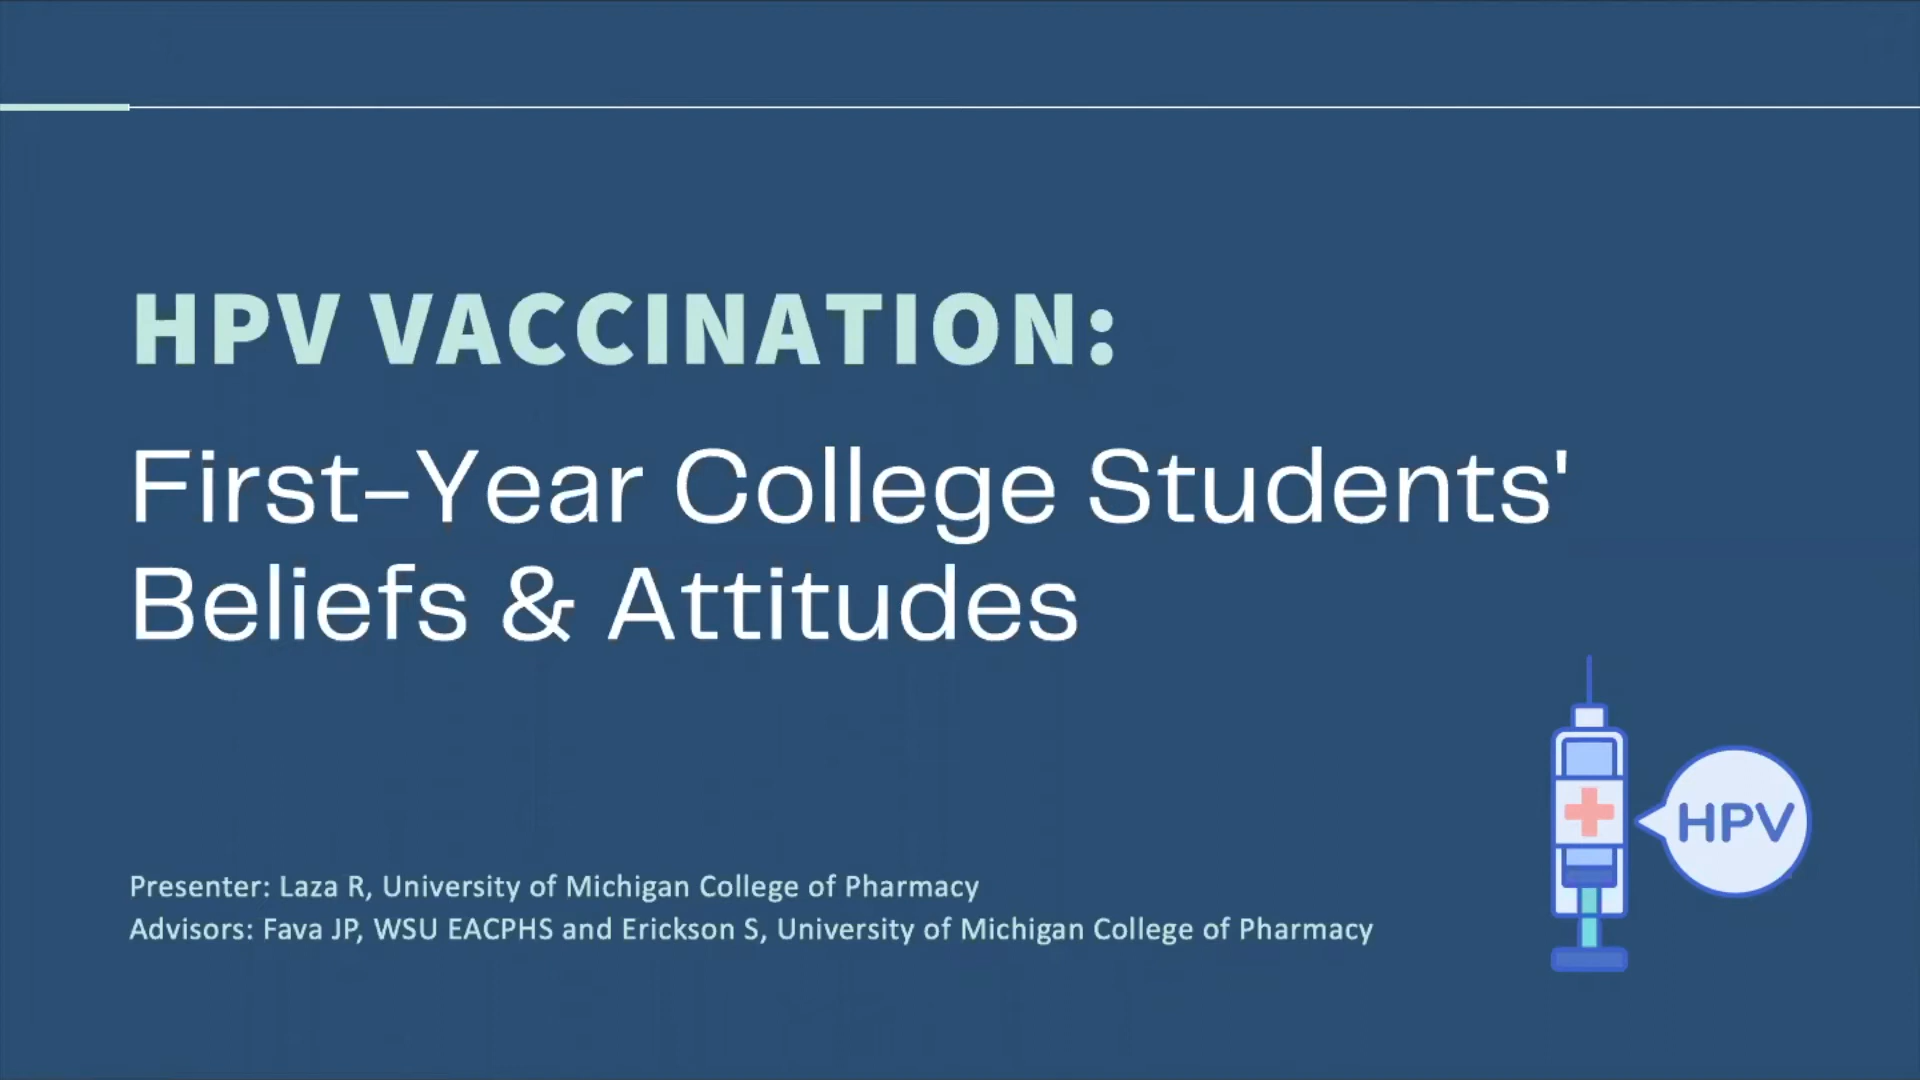 HPV VACCINATION:
First-Year College Students'
Beliefs & Attitudes
HPV
Presenter: Laza R, University of Michigan College of Pharmacy
Advisors: Fava JP, WSU EACPHS and Erickson S, University of Michigan College of Pharmacy